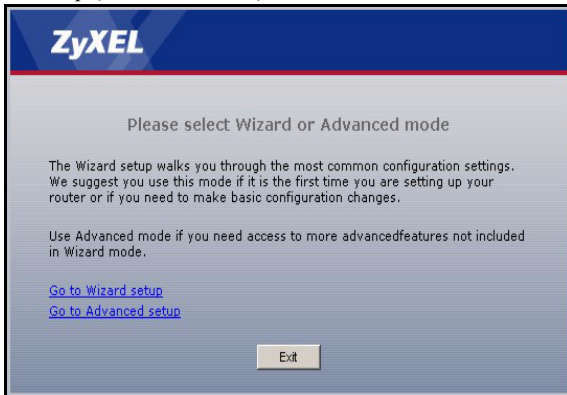 ZyXEL
Please select Wizard or Advanced mode
The Wizard setup walks you through the most common configuration settings.
We suggest you use this mode if it is the first time you are setting up your
router or if you need to make basic configuration changes.
Use Advanced mode if you need access to more advancedfeatures not included
in Wizard mode.
Go to Wizard setup
Go to Advanced setup
Exit